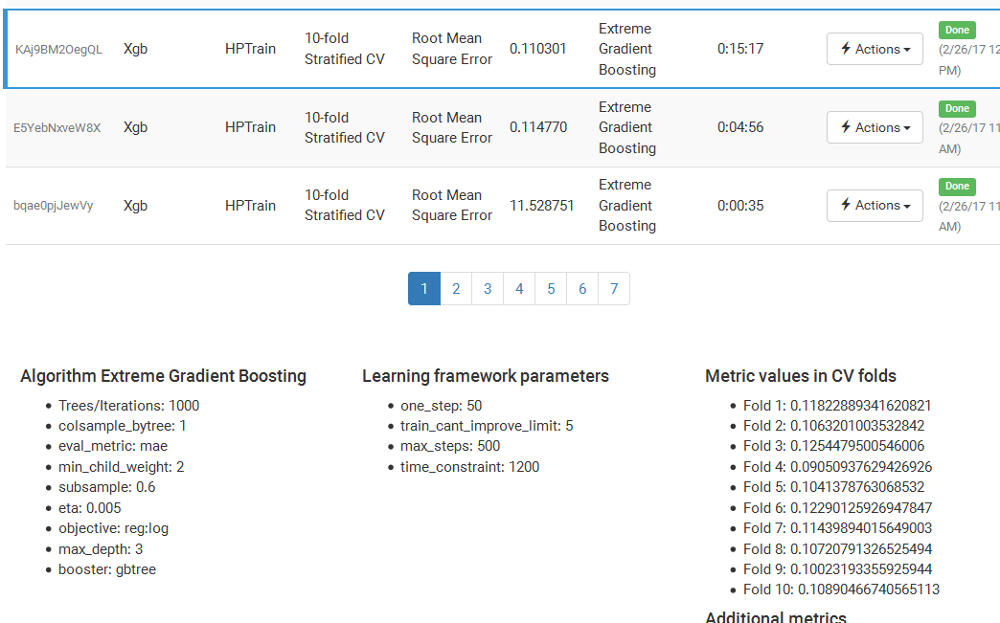 KAj9BM2OegQL Xgb HPTrain 10-fold Stratified CV Root Mean Square Error 0.110301 Extreme Gradient Boosting 0:15:17 Actions Done (2/26/17 12 PM)
E5YebNxveW8X Xgb HPTrain 10-fold Stratified CV Root Mean Square Error 0.114770 Extreme Gradient Boosting 0:04:56 Actions Done (2/26/17 11 AM)
bqae0pjJewVy Xgb HPTrain 10-fold Stratified CV Root Mean Square Error 11.528751 Extreme Gradient Boosting 0:00:35 Actions Done (2/26/17 11 AM)
1 2 3 4 5 6 7
Algorithm Extreme Gradient Boosting
Trees/Iterations: 1000
colsample_bytree: 1
eval_metric: mae
min_child_weight: 2
subsample: 0.6
eta: 0.005
objective: reg:log
max_depth: 3
booster: gbtree
Learning framework parameters
one_step: 50
train_cant_improve_limit: 5
max_steps: 500
time_constraint: 1200
Metric values in CV folds
Fold 1: 0.11822889341620821
Fold 2: 0.1063201003532842
Fold 3: 0.1254479500546006
Fold 4: 0.09050937629426926
Fold 5: 0.1041378763068532
Fold 6: 0.12290125926947847
Fold 7: 0.11439894015649003
Fold 8: 0.10720791326525494
Fold 9: 0.10023193355925944
Fold 10: 0.10890466740565113
Additional metrics